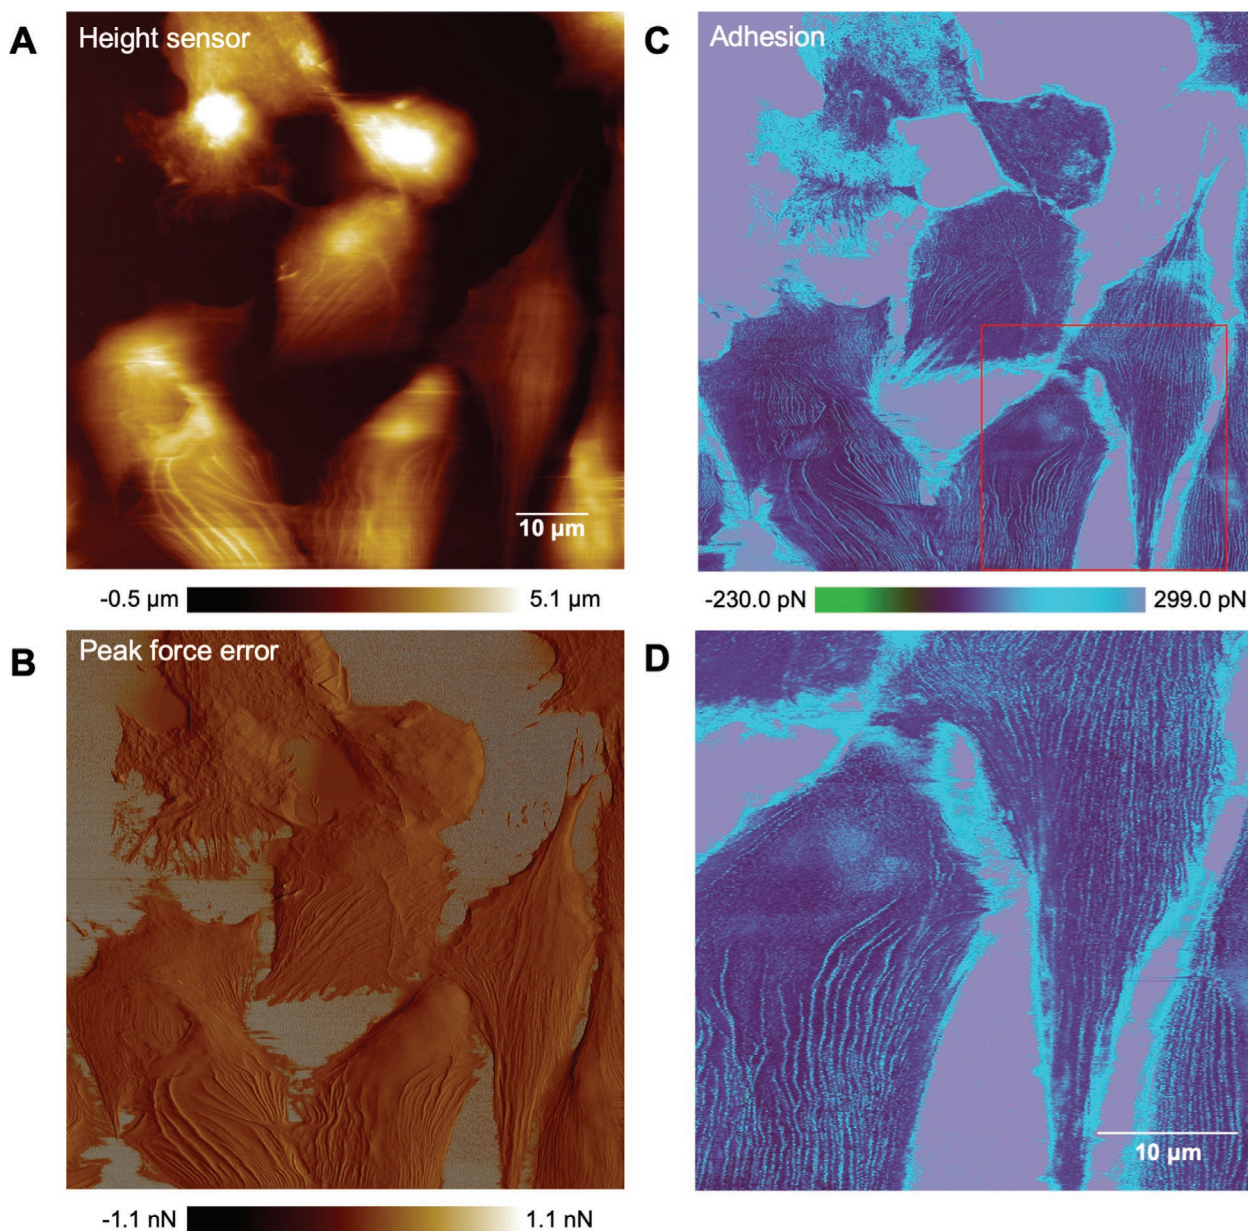 A
Height sensor
10 µm
-0.5 µm
5.1 µm
B
Peak force error
-1.1 nN
1.1 nN
C
Adhesion
-230.0 pN
299.0 pN
D
10 µm